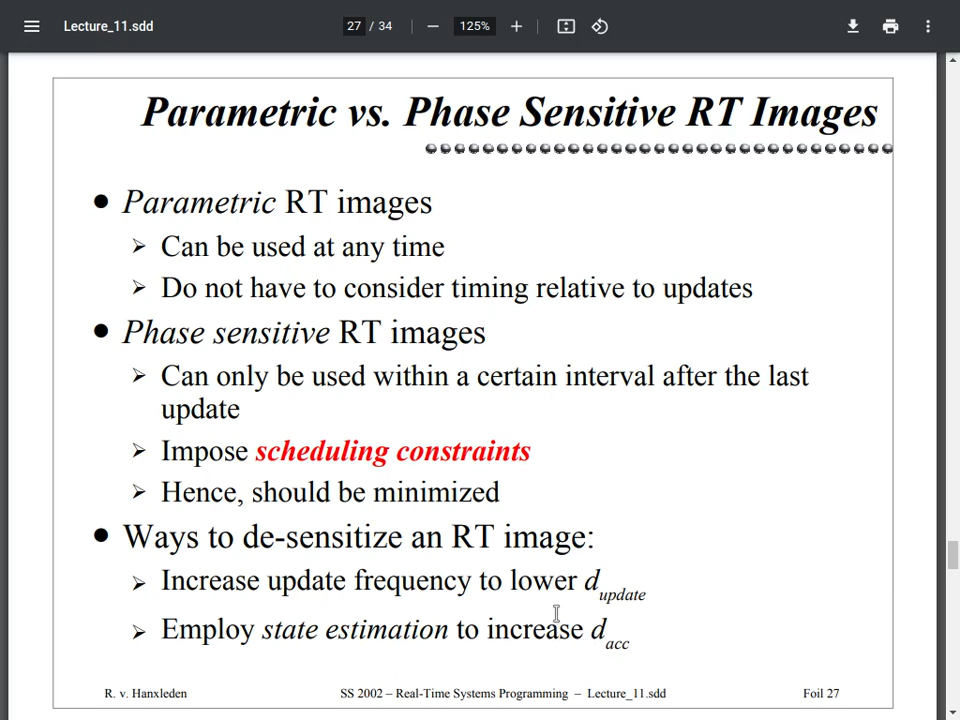 Lecture_11.sdd
27 / 34
125%
Parametric vs. Phase Sensitive RT Images
Parametric RT images
Can be used at any time
Do not have to consider timing relative to updates
Phase sensitive RT images
Can only be used within a certain interval after the last
update
Impose scheduling constraints
Hence, should be minimized
Ways to de-sensitize an RT image:
Increase update frequency to lower d update
Employ state estimation to increase d acc
R. v. Hanxleden
SS 2002 – Real-Time Systems Programming – Lecture_11.sdd
Foil 27